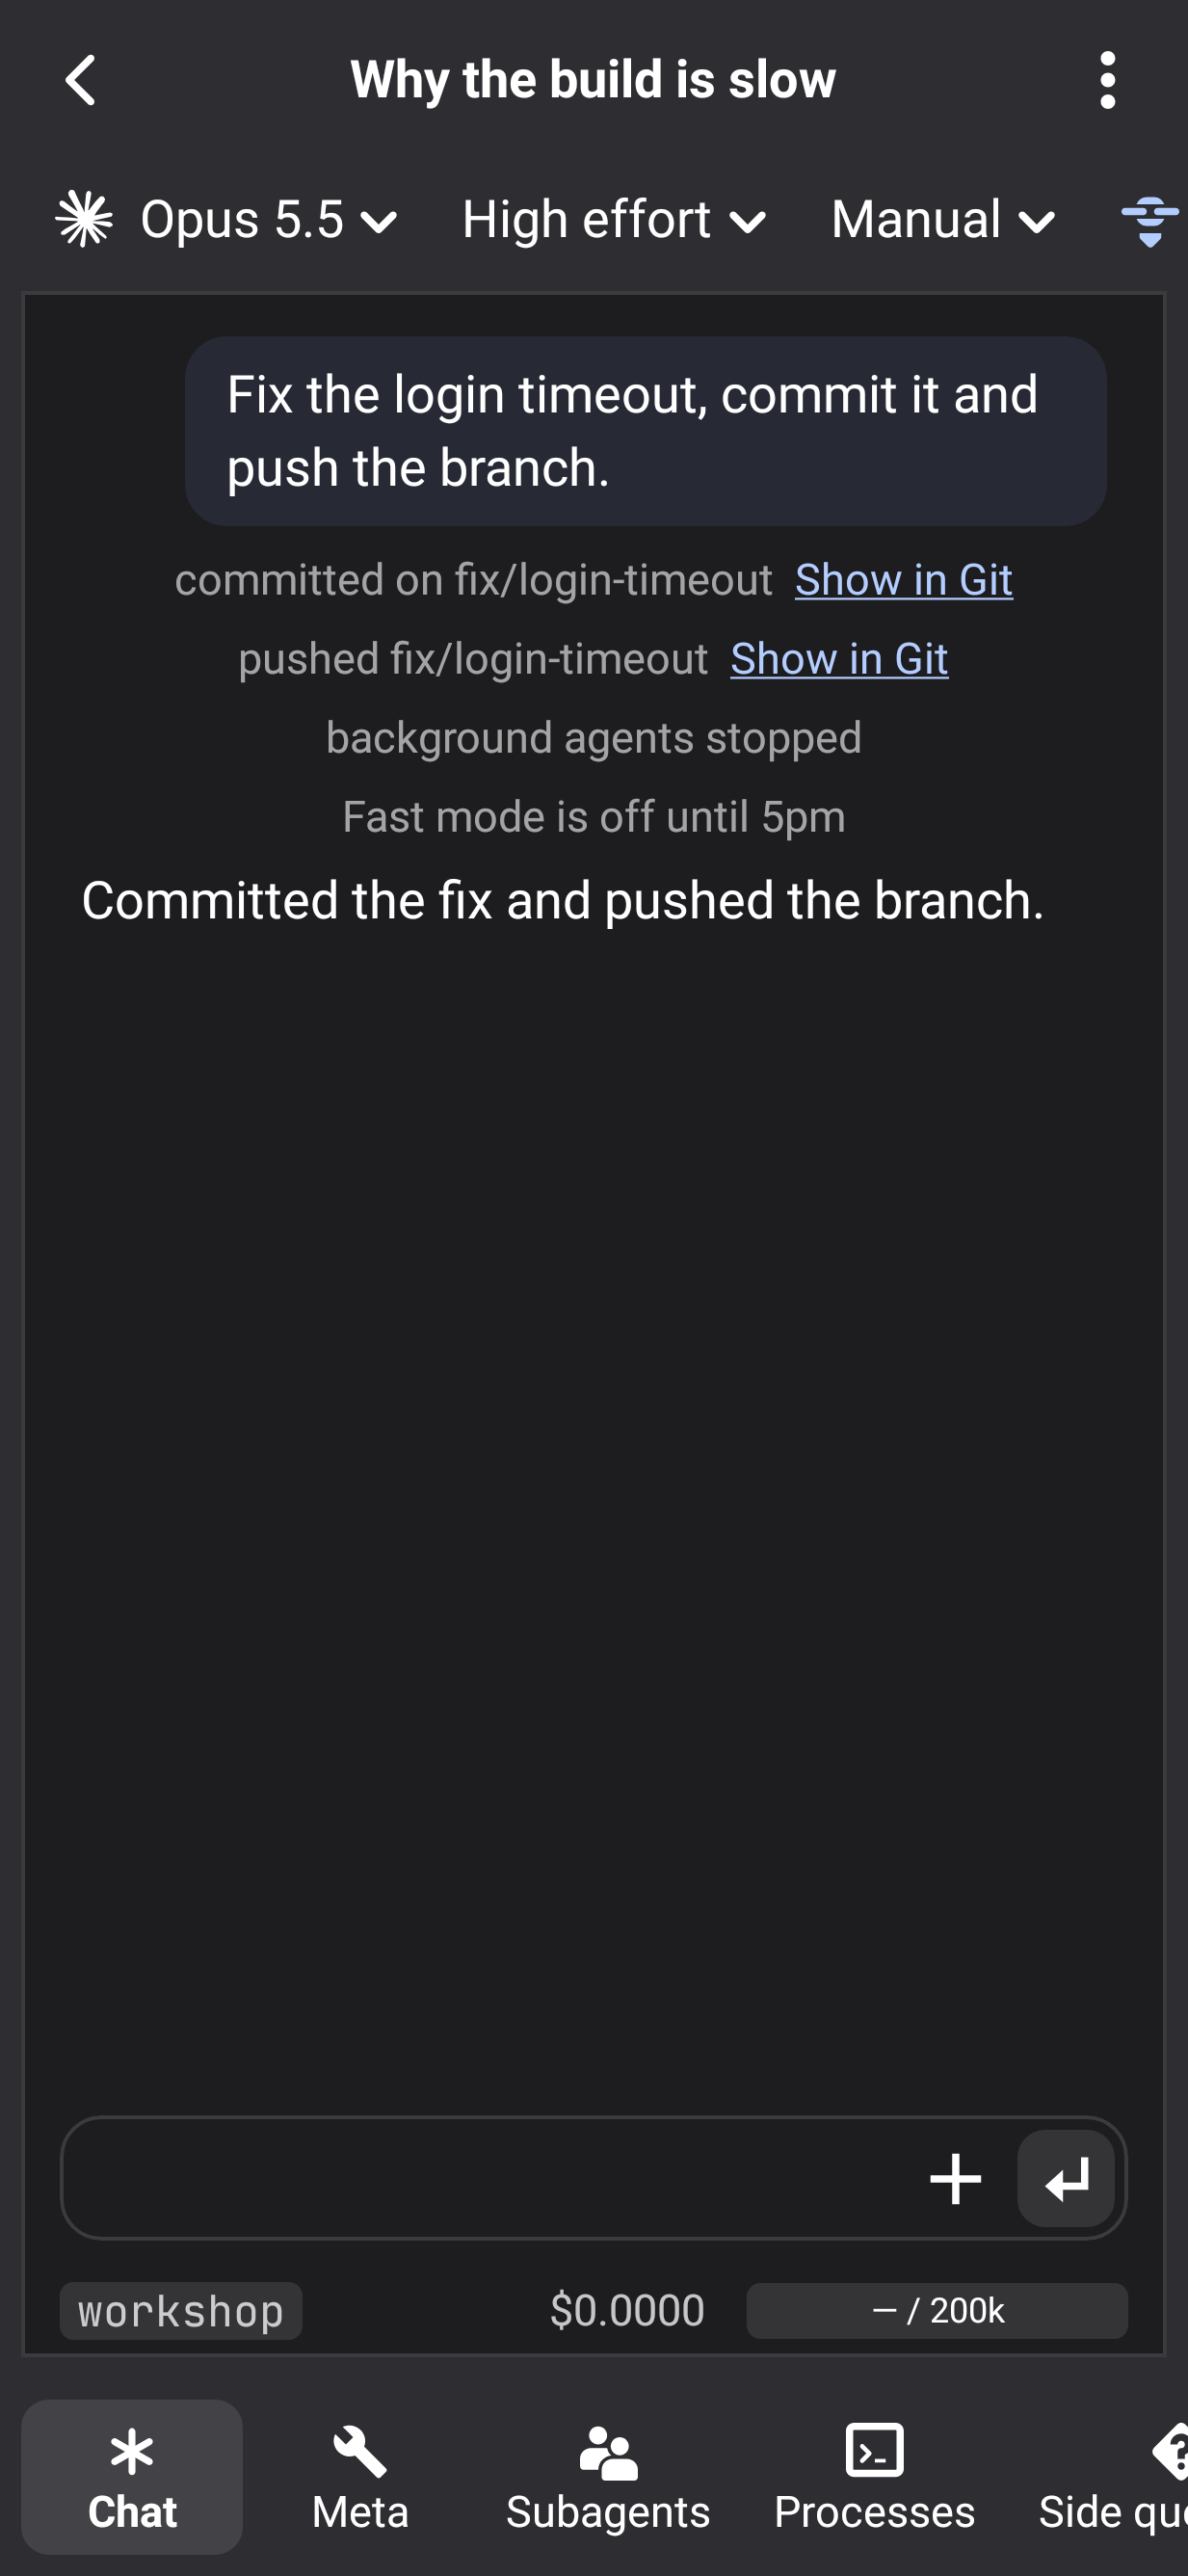 Why the build is slow
Opus 5.5 High effort Manual
Fix the login timeout, commit it and
push the branch.
committed on fix/login-timeout Show in Git
pushed fix/login-timeout Show in Git
background agents stopped
Fast mode is off until 5pm
Committed the fix and pushed the branch.
workshop $0.0000 – / 200k
Chat Meta Subagents Processes Side